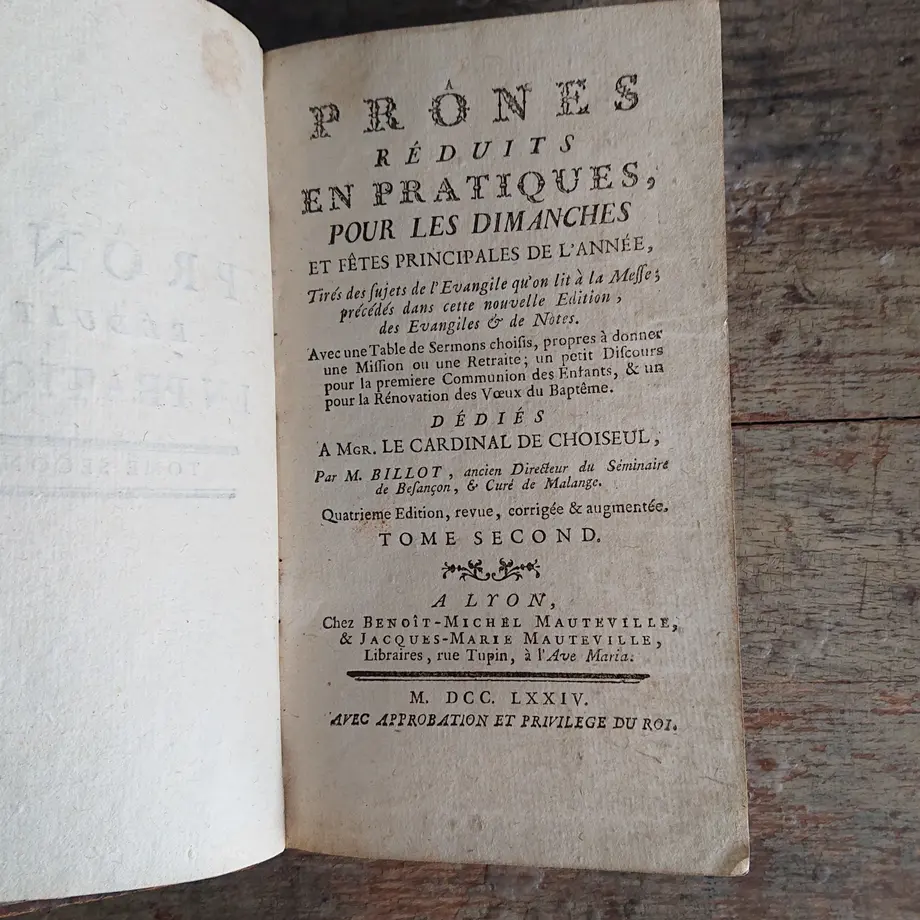 PRÔNES
RÉDUITS
EN PRATIQUES,
POUR LES DIMANCHES
ET FÊTES PRINCIPALES DE L'ANNÉE,
Tirés des ſujets de l'Evangile qu'on lit à la Meſſe;
précédés dans cette nouvelle Edition,
des Evangiles & de Notes.
Avec une Table de Sermons choiſis, propres à donner
une Miſſion ou une Retraite; un petit Diſcours
pour la premiere Communion des Enfants, & un
pour la Rénovation des Vœux du Baptême.
DÉDIÉS
A MGR. LE CARDINAL DE CHOISEUL,
Par M. BILLOT, ancien Directeur du Séminaire
de Beſançon, & Curé de Malange.
Quatrieme Edition, revue, corrigée & augmentée.
TOME SECOND.
A LYON,
Chez BENOÎT-MICHEL MAUTEVILLE,
& JACQUES-MARIE MAUTEVILLE,
Libraires, rue Tupin, à l'Ave Maria.
M. DCC. LXXIV.
AVEC APPROBATION ET PRIVILEGE DU ROI.